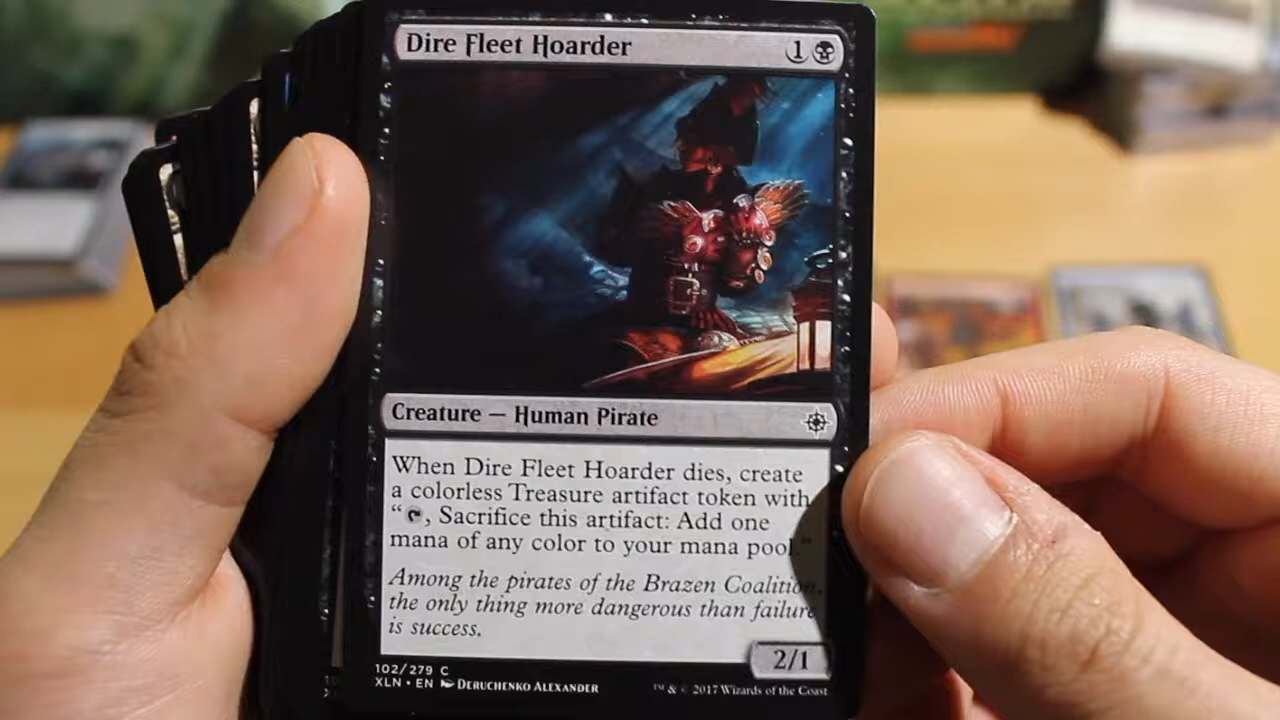 Dire Fleet Hoarder 1
Creature — Human Pirate
When Dire Fleet Hoarder dies, create
a colorless Treasure artifact token with
“, Sacrifice this artifact: Add one
mana of any color to your mana pool.”
Among the pirates of the Brazen Coalition,
the only thing more dangerous than failure
is success.
2/1
102/279 C
XLN • EN Deruchenko Alexander
™ & © 2017 Wizards of the Coast